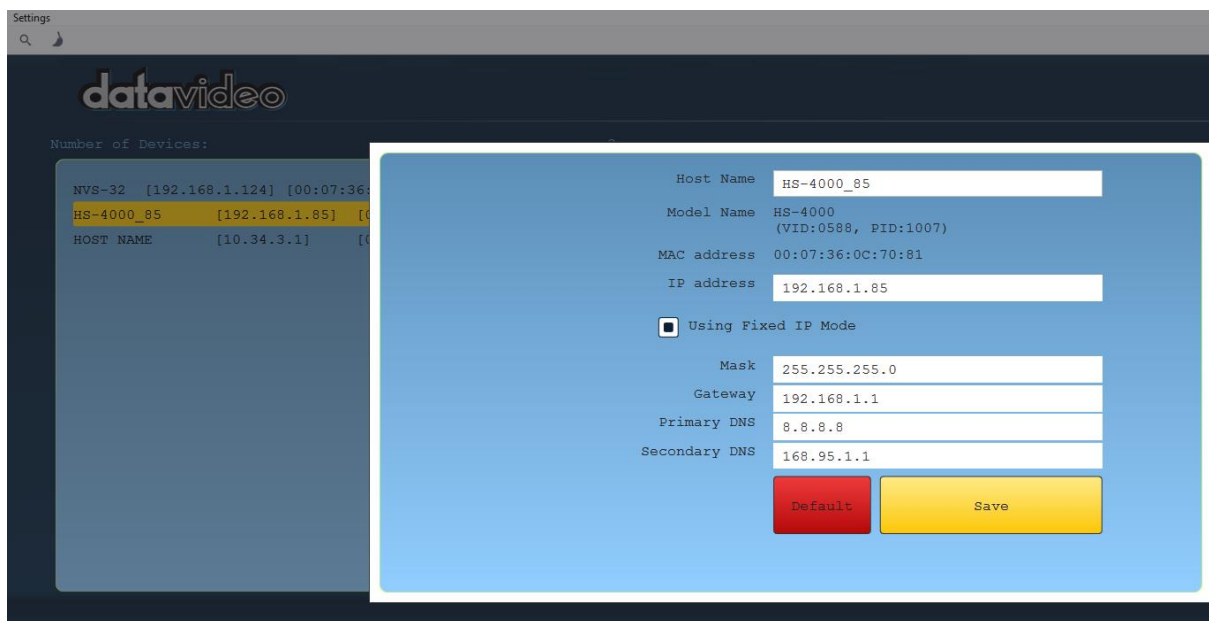 Settings
datavideo
Number of Devices:
NVS-32 [192.168.1.124] [00:07:36:
HS-4000_85 [192.168.1.85]
HOST NAME [10.34.3.1]
Host Name HS-4000_85
Model Name HS-4000
(VID:0588, PID:1007)
MAC address 00:07:36:0C:70:81
IP address 192.168.1.85
Using Fixed IP Mode
Mask 255.255.255.0
Gateway 192.168.1.1
Primary DNS 8.8.8.8
Secondary DNS 168.95.1.1
Default Save